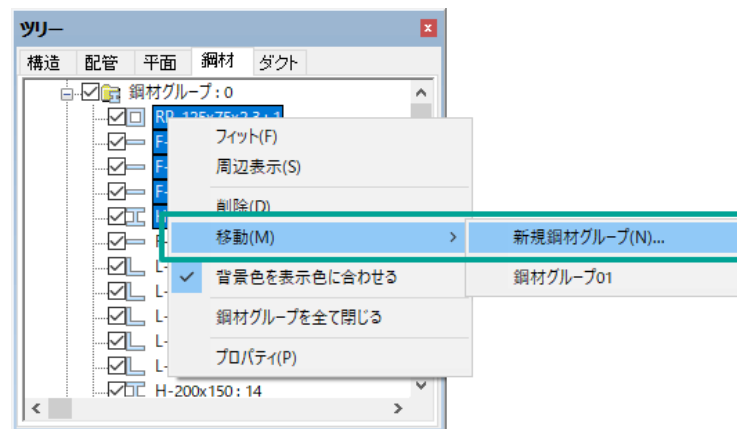 ツリー
構造 配管 平面 鋼材 ダクト
鋼材グループ : 0
RP-125x75x2.3 : 1
フィット(F)
周辺表示(S)
削除(D)
移動(M)
新規鋼材グループ(N)...
鋼材グループ01
背景色を表示色に合わせる
鋼材グループを全て閉じる
プロパティ(P)
H-200x150 : 14